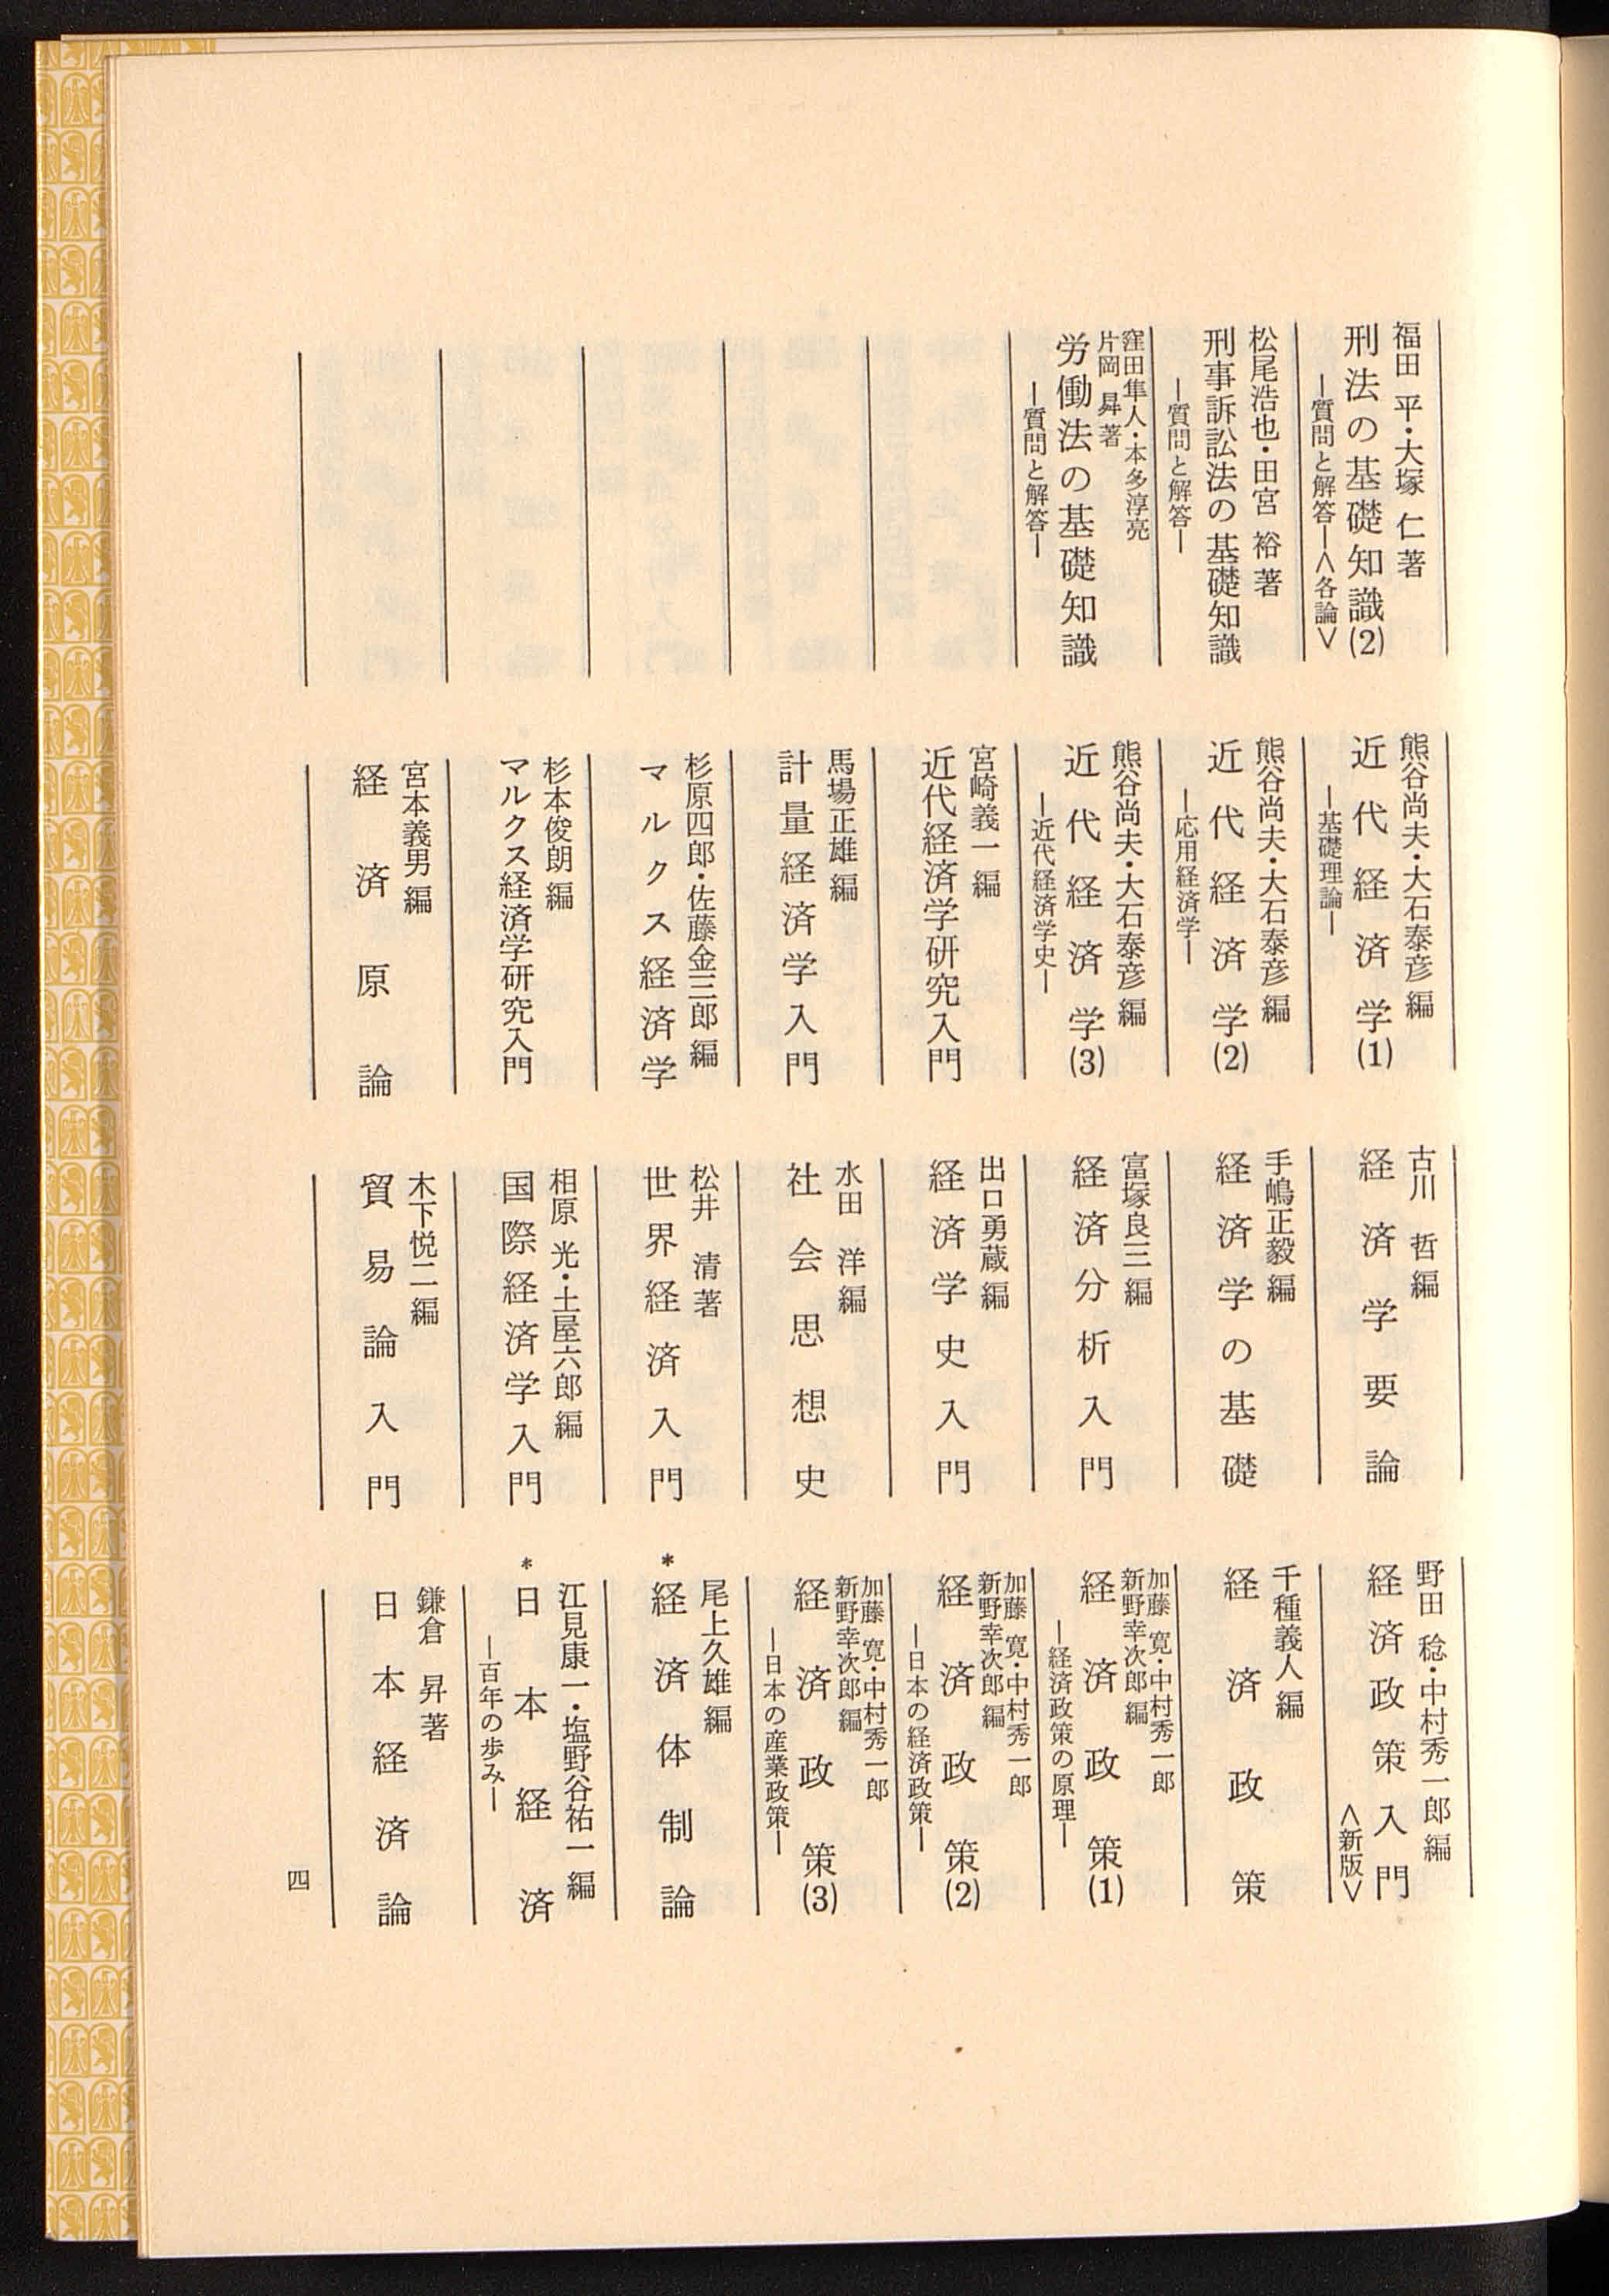 福田 平・大塚 仁著
刑法の基礎知識(2)
―質問と解答―<各論>
松尾浩也・田宮 裕著
刑事訴訟法の基礎知識
―質問と解答―
窪田隼人・本多淳亮
片岡 曻著
労働法の基礎知識
―質問と解答―
熊谷尚夫・大石泰彦編
近代経済学(1)
―基礎理論―
熊谷尚夫・大石泰彦編
近代経済学(2)
―応用経済学―
熊谷尚夫・大石泰彦編
近代経済学(3)
―近代経済学史―
宮崎義一編
近代経済学研究入門
馬場正雄編
計量経済学入門
杉原四郎・佐藤金三郎編
マルクス経済学
杉本俊朗編
マルクス経済学研究入門
宮本義男編
経済原論
古川 哲編
経済学要論
手嶋正毅編
経済学の基礎
富塚良三編
経済分析入門
出口勇蔵編
経済学史入門
水田 洋編
社会思想史
松井 清著
世界経済入門
相原 光・土屋六郎編
国際経済学入門
木下悦二編
貿易論入門
野田 稔・中村秀一郎編
経済政策入門
<新版>
千種義人編
経済政策
加藤 寛・中村秀一郎
新野幸次郎編
経済政策(1)
―経済政策の原理―
加藤 寛・中村秀一郎
新野幸次郎編
経済政策(2)
―日本の経済政策―
加藤 寛・中村秀一郎
新野幸次郎編
経済政策(3)
―日本の産業政策―
尾上久雄編
*経済体制論
江見康一・塩野谷祐一編
*日本経済
―百年の歩み―
鎌倉 昇著
日本経済論
四